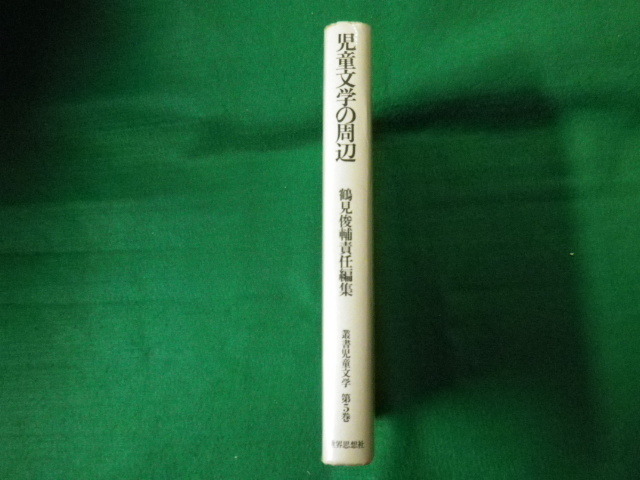 児童文学の周辺
鶴見俊輔責任編集
叢書児童文学 第5巻
世界思想社